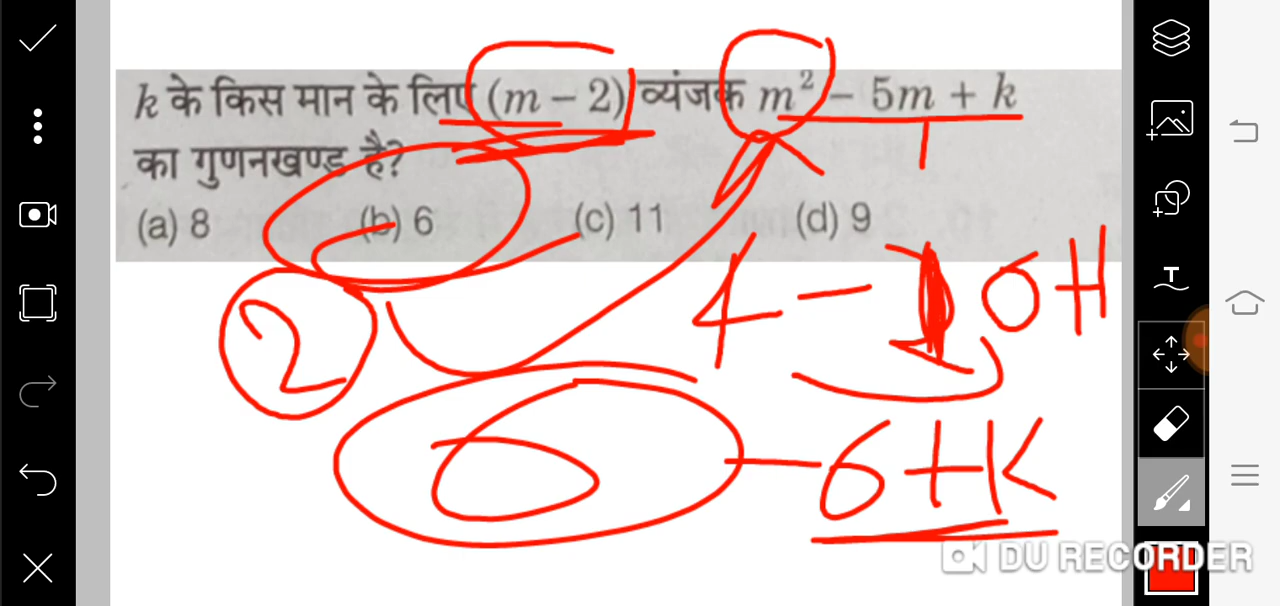 k के किस मान के लिए (m − 2) व्यंजक m² − 5m + k
का गुणनखण्ड है?
(a) 8 (b) 6 (c) 11 (d) 9
2
4 − 10 +
6
− 6 + K
DU RECORDER